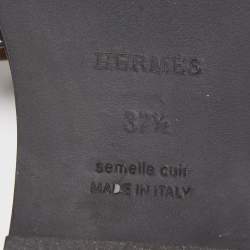 HERMES
37½
semelle cuir
MADE IN ITALY